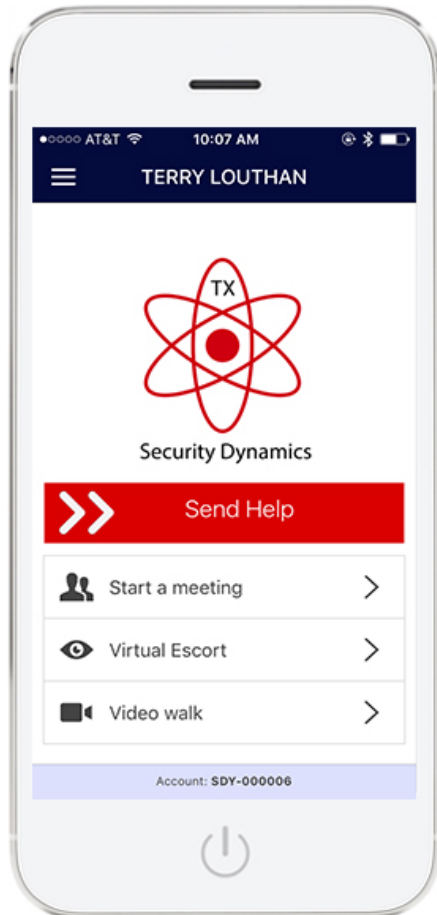 AT&T 10:07 AM
TERRY LOUTHAN
TX
Security Dynamics
Send Help
Start a meeting
Virtual Escort
Video walk
Account: SDY-000006